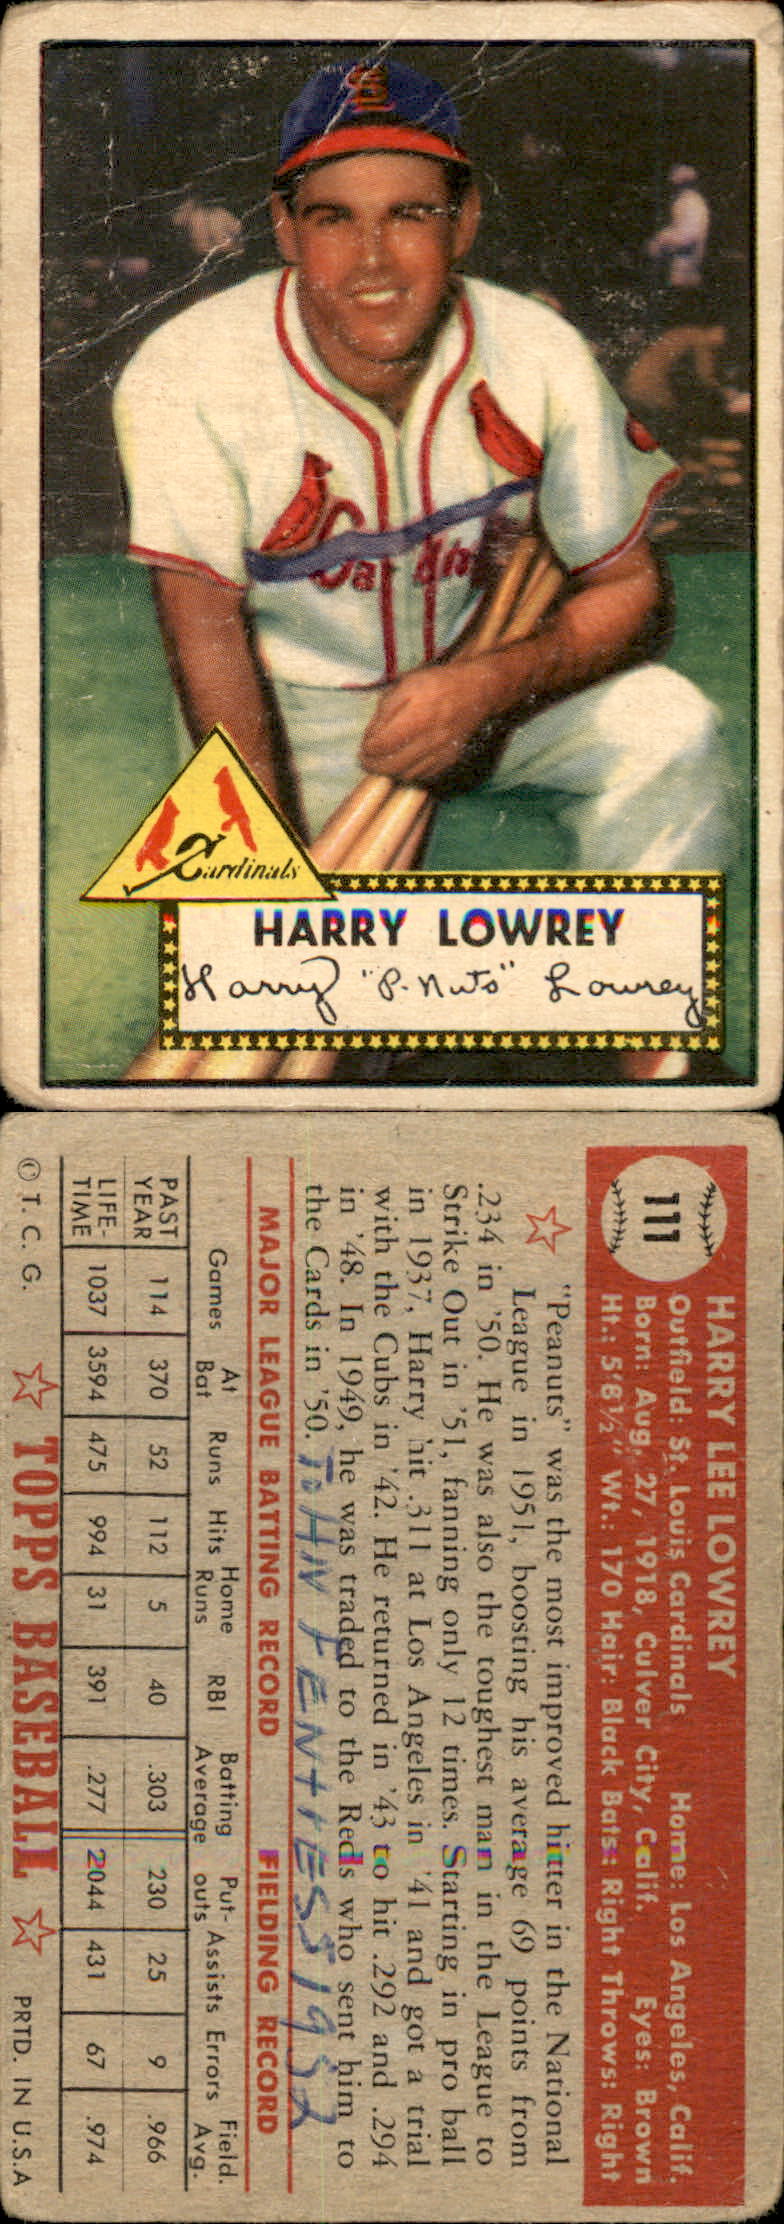 Cardinals
HARRY LOWREY
Harry "P-Nuts" Lowrey
111
HARRY LEE LOWREY
Outfield: St. Louis Cardinals Home: Los Angeles, Calif.
Born: Aug. 27, 1918, Culver City, Calif. Eyes: Brown
Ht.: 5'8½" Wt.: 170 Hair: Black Bats: Right Throws: Right
"Peanuts" was the most improved hitter in the National
League in 1951, boosting his average 69 points from
.234 in '50. He was also the toughest man in the League to
Strike Out in '51, fanning only 12 times. Starting in pro ball
in 1937, Harry hit .311 at Los Angeles in '41 and got a trial
with the Cubs in '42. He returned in '43 to hit .292 and .294
in '48. In 1949, he was traded to the Reds who sent him to
the Cards in '50.
1952
MAJOR LEAGUE BATTING RECORD FIELDING RECORD
Games At Bat Runs Hits Home Runs RBI Batting Average Put-outs Assists Errors Field. Avg.
PAST YEAR 114 370 52 112 5 40 .303 230 25 9 .966
LIFE-TIME 1037 3594 475 994 31 391 .277 2044 431 67 .974
© T. C. G. TOPPS BASEBALL PRTD. IN U.S.A